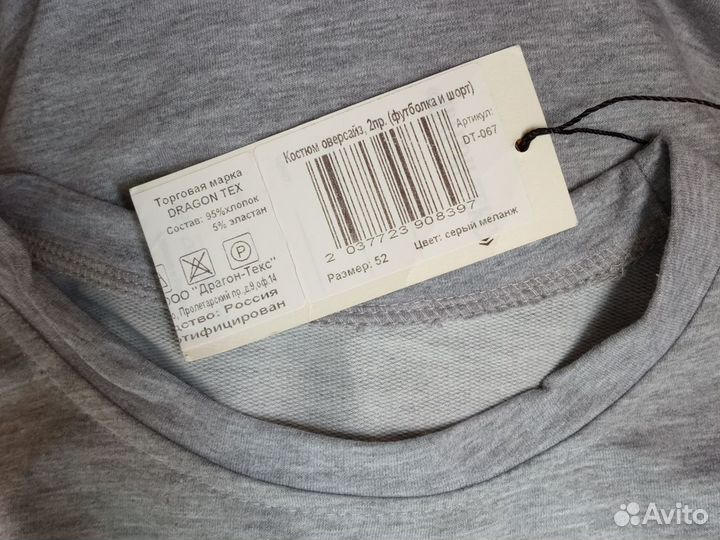 Торговая марка
DRAGON TEX
Состав: 95%хлопок
5% эластан
P
ООО "Драгон-Текс"
Пролетарский пр.,д.9,оф.14
Россия
Костюм оверсайз, 2пр. (футболка и шорт)
Артикул:
DT-067
2 037723 908397
Размер: 52
Цвет: серый меланж
Avito